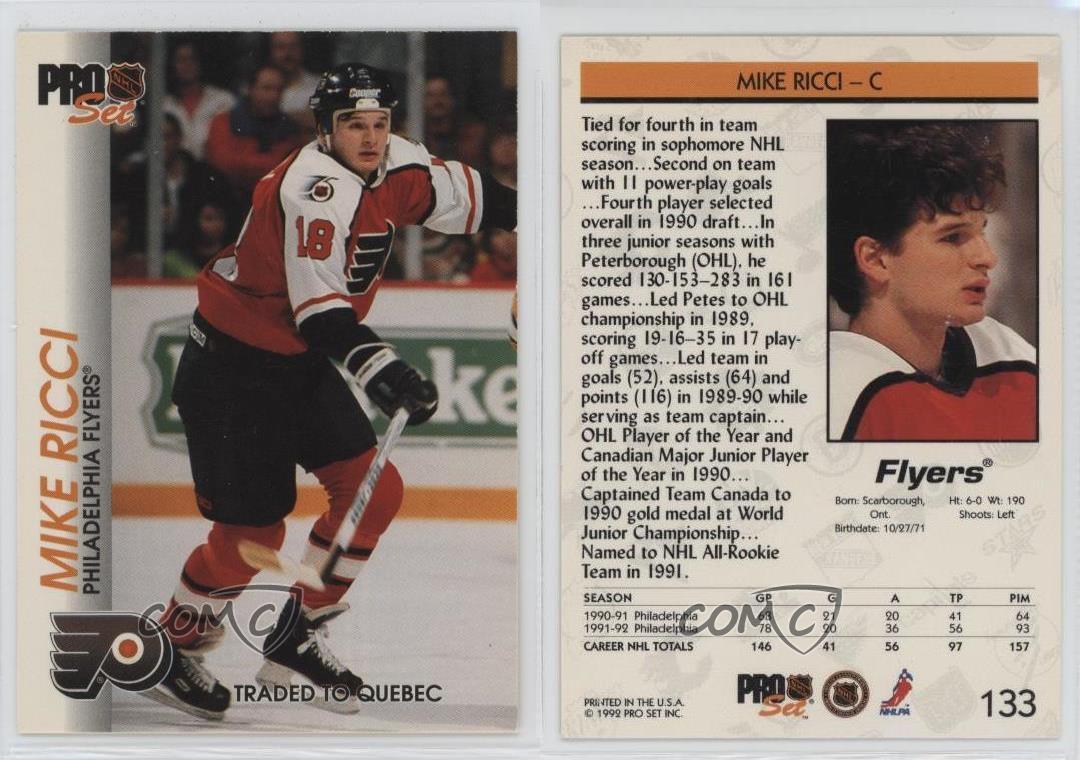 PRO
NHL
Set
Cooper
18
MIKE RICCI
PHILADELPHIA FLYERS®
TRADED TO QUEBEC
COMC
MIKE RICCI – C
Tied for fourth in team
scoring in sophomore NHL
season...Second on team
with 11 power-play goals
...Fourth player selected
overall in 1990 draft...In
three junior seasons with
Peterborough (OHL), he
scored 130-153–283 in 161
games...Led Petes to OHL
championship in 1989,
scoring 19-16–35 in 17 play-
off games...Led team in
goals (52), assists (64) and
points (116) in 1989-90 while
serving as team captain...
OHL Player of the Year and
Canadian Major Junior Player
of the Year in 1990...
Captained Team Canada to
1990 gold medal at World
Junior Championship...
Named to NHL All-Rookie
Team in 1991.
Flyers®
Born: Scarborough, Ont.
Ht: 6-0 Wt: 190
Shoots: Left
Birthdate: 10/27/71
SEASON GP G A TP PIM
1990-91 Philadelphia 68 21 20 41 64
1991-92 Philadelphia 78 20 36 56 93
CAREER NHL TOTALS 146 41 56 97 157
COMC
PRINTED IN THE U.S.A.
© 1992 PRO SET INC.
PRO
Set
NHL
NHLPA
133